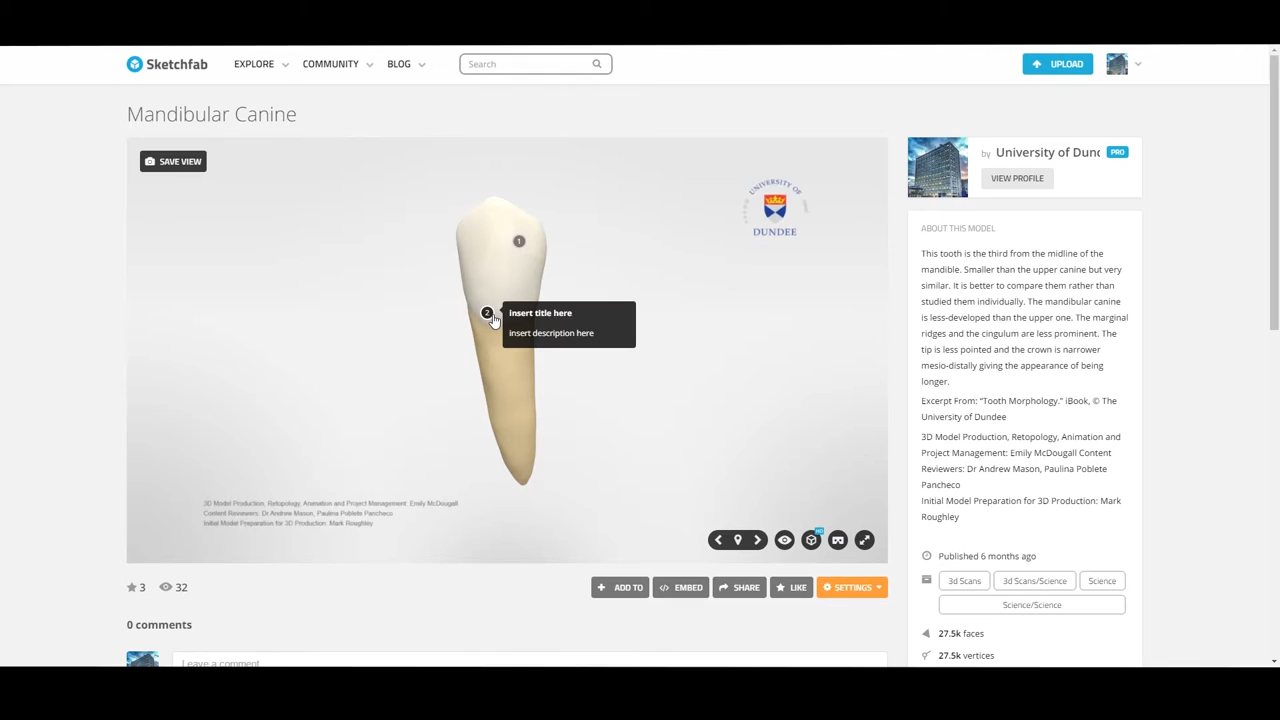 Sketchfab EXPLORE COMMUNITY BLOG Search UPLOAD
Mandibular Canine
SAVE VIEW
UNIVERSITY OF
DUNDEE
1
2
insert title here
insert description here
3D Model Production, Retopology, Animation and Project Management: Emily McDougall
Content Reviewers: Dr Andrew Mason, Paulina Poblete Pancheco
Initial Model Preparation for 3D Production: Mark Roughley
HD
3 32
ADD TO EMBED SHARE LIKE SETTINGS
0 comments
Leave a comment
by University of Dund PRO
VIEW PROFILE
ABOUT THIS MODEL
This tooth is the third from the midline of the
mandible. Smaller than the upper canine but very
similar. It is better to compare them rather than
studied them individually. The mandibular canine
is less-developed than the upper one. The marginal
ridges and the cingulum are less prominent. The
tip is less pointed and the crown is narrower
mesio-distally giving the appearance of being
longer.
Excerpt From: “Tooth Morphology.” iBook, © The
University of Dundee
3D Model Production, Retopology, Animation and
Project Management: Emily McDougall Content
Reviewers: Dr Andrew Mason, Paulina Poblete
Pancheco
Initial Model Preparation for 3D Production: Mark
Roughley
Published 6 months ago
3d Scans 3d Scans/Science Science
Science/Science
27.5k faces
27.5k vertices